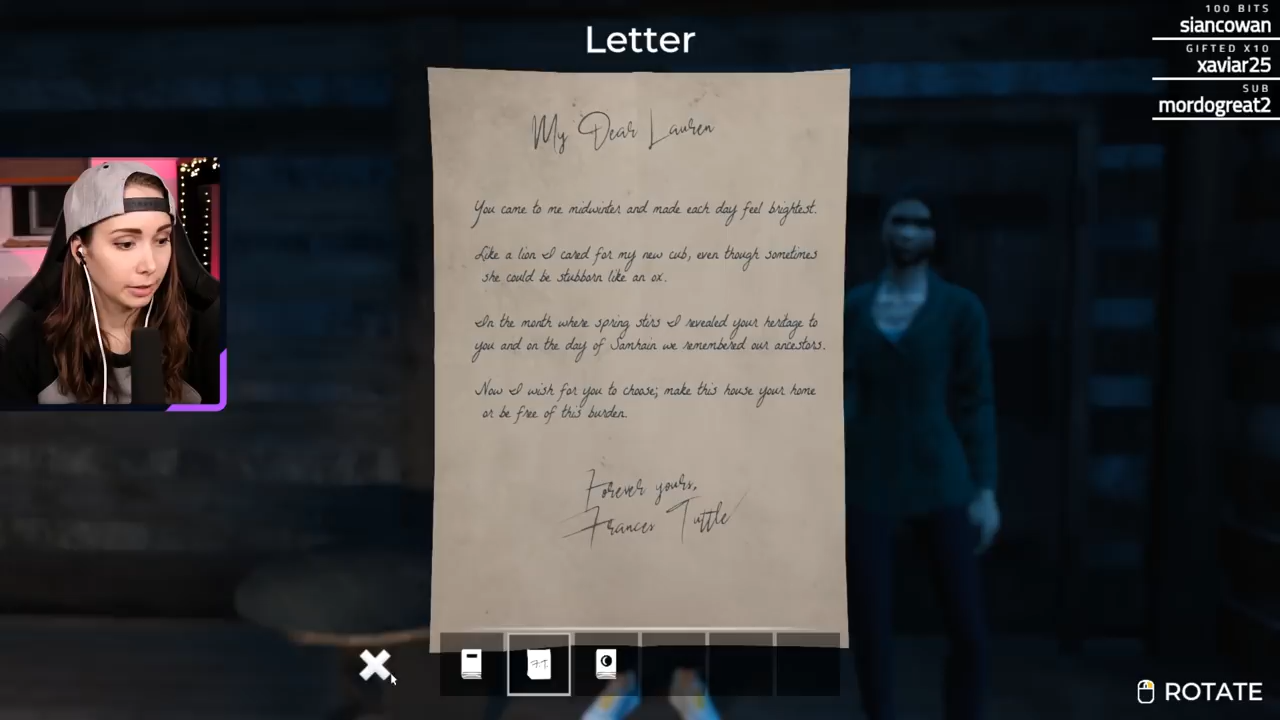 Letter
100 BITS
siancowan
GIFTED X10
xaviar25
SUB
mordogreat2
My Dear Lauren
You came to me midwinter and made each day feel brightest.
Like a lion I cared for my new cub, even though sometimes
she could be stubborn like an ox.
In the month where spring stirs I revealed your heritage to
you and on the day of Samhain we remembered our ancestors.
Now I wish for you to choose; make this house your home
or be free of this burden.
Forever yours,
Frances Tuttle
F.T.
ROTATE